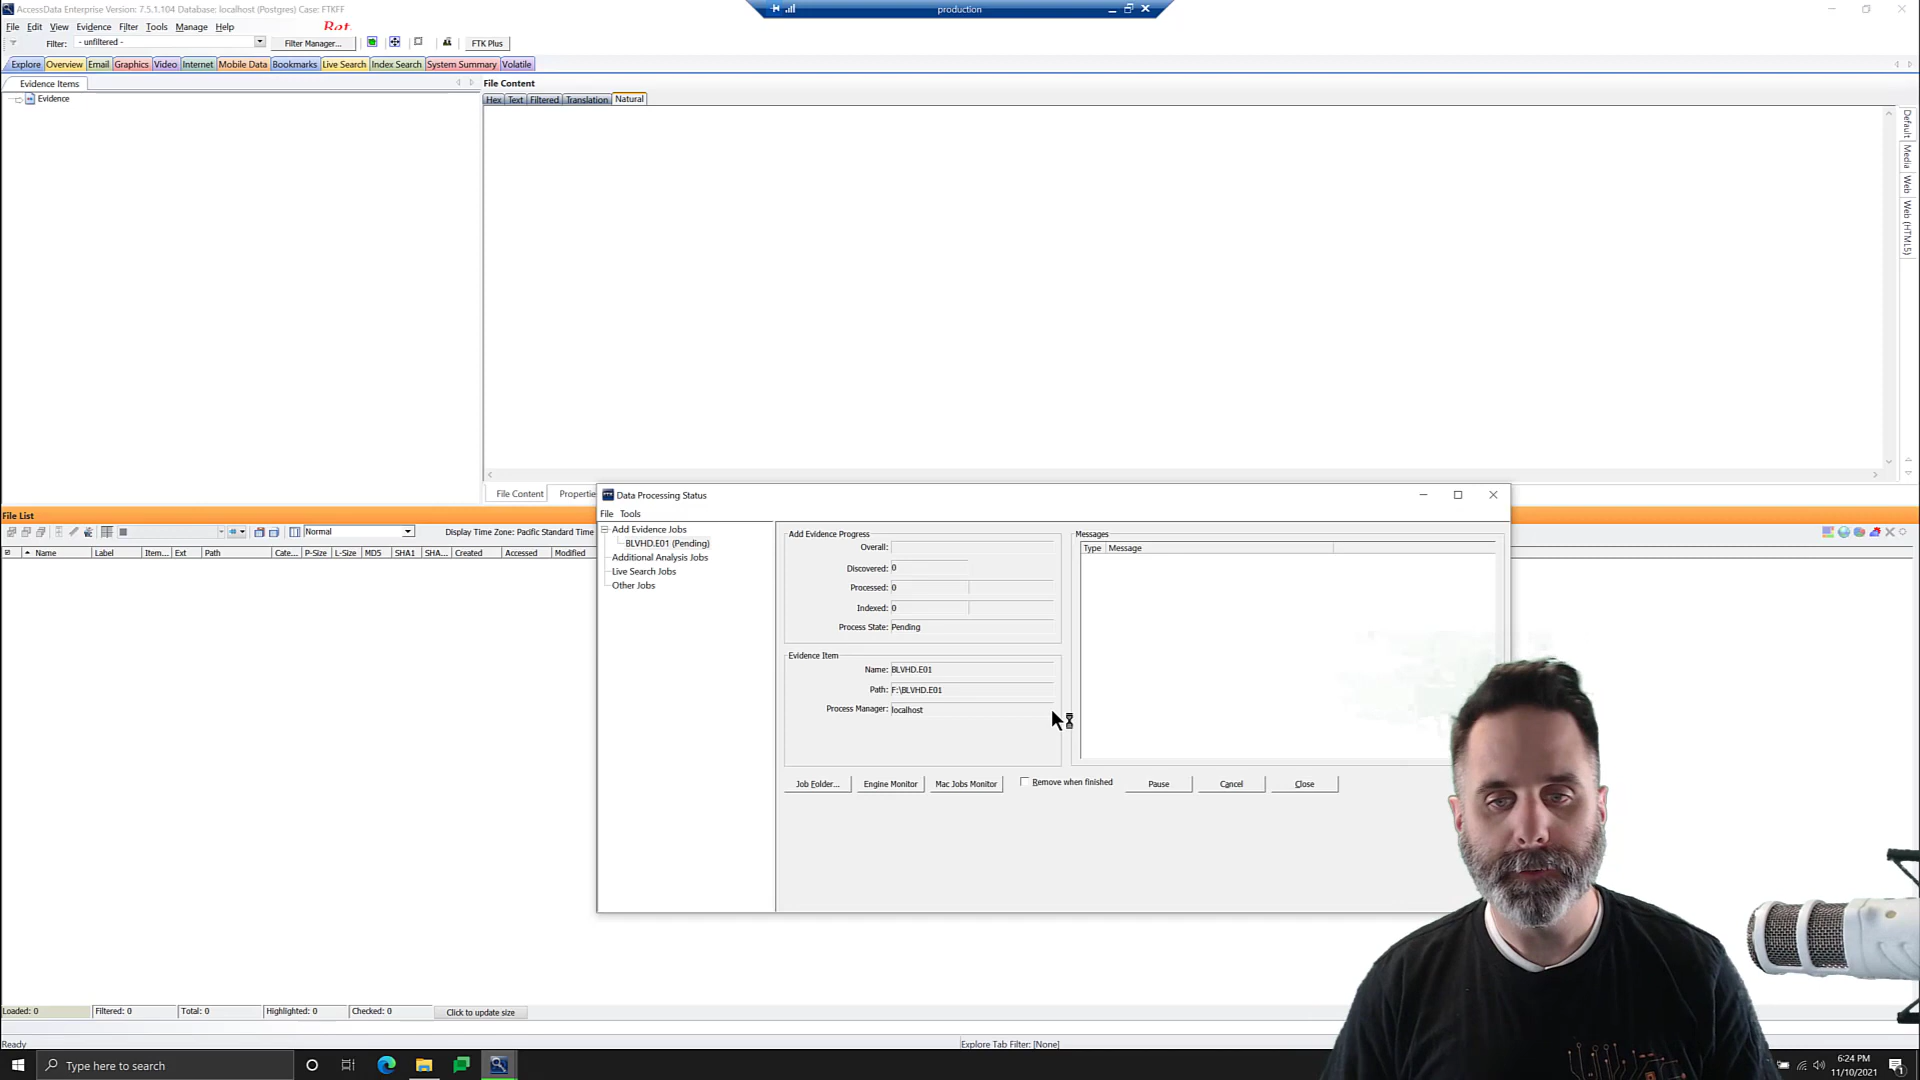 AccessData Enterprise Version: 7.5.1.104 Database: localhost (Postgres) Case: FTKFF
production
File Edit View Evidence Filter Tools Manage Help
Filter: - unfiltered - Filter Manager... FTK Plus
Explore Overview Email Graphics Video Internet Mobile Data Bookmarks Live Search Index Search System Summary Volatile
Evidence Items
Evidence
File Content
Hex Text Filtered Translation Natural
Default
Media
Web
Web (HTML5)
File Content Propertie
File List
Normal
Display Time Zone: Pacific Standard Time
Name Label Item... Ext Path Cate... P-Size L-Size MD5 SHA1 SHA... Created Accessed Modified
Data Processing Status
File Tools
Add Evidence Jobs
BLVHD.E01 (Pending)
Additional Analysis Jobs
Live Search Jobs
Other Jobs
Add Evidence Progress
Overall:
Discovered: 0
Processed: 0
Indexed: 0
Process State: Pending
Evidence Item
Name: BLVHD.E01
Path: F:\BLVHD.E01
Process Manager: localhost
Messages
Type Message
Job Folder... Engine Monitor Mac Jobs Monitor Remove when finished Pause Cancel Close
Loaded: 0 Filtered: 0 Total: 0 Highlighted: 0 Checked: 0 Click to update size
Ready
Explore Tab Filter: [None]
Type here to search
6:24 PM
11/10/2021